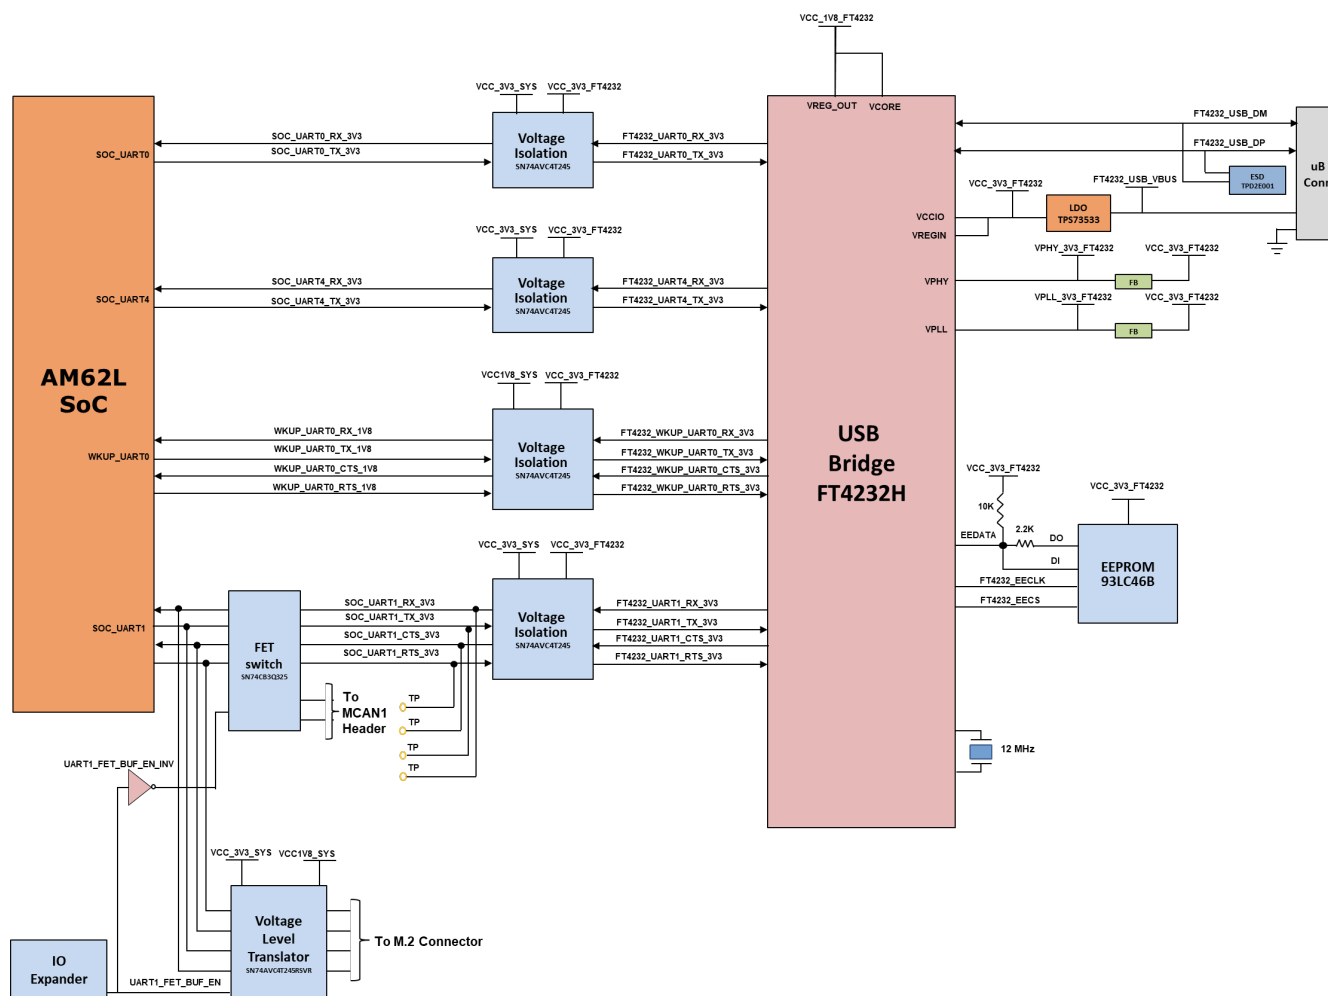 VCC_1V8_FT4232
VREG_OUT
VCORE
AM62L
SoC
SOC_UART0
SOC_UART4
WKUP_UART0
SOC_UART1
VCC_3V3_SYS
VCC_3V3_FT4232
SOC_UART0_RX_3V3
SOC_UART0_TX_3V3
Voltage
Isolation
SN74AVC4T245
FT4232_UART0_RX_3V3
FT4232_UART0_TX_3V3
VCC_3V3_SYS
VCC_3V3_FT4232
SOC_UART4_RX_3V3
SOC_UART4_TX_3V3
Voltage
Isolation
SN74AVC4T245
FT4232_UART4_RX_3V3
FT4232_UART4_TX_3V3
VCC1V8_SYS
VCC_3V3_FT4232
WKUP_UART0_RX_1V8
WKUP_UART0_TX_1V8
WKUP_UART0_CTS_1V8
WKUP_UART0_RTS_1V8
Voltage
Isolation
SN74AVC4T245
FT4232_WKUP_UART0_RX_3V3
FT4232_WKUP_UART0_TX_3V3
FT4232_WKUP_UART0_CTS_3V3
FT4232_WKUP_UART0_RTS_3V3
VCC_3V3_SYS
VCC_3V3_FT4232
SOC_UART1_RX_3V3
SOC_UART1_TX_3V3
SOC_UART1_CTS_3V3
SOC_UART1_RTS_3V3
Voltage
Isolation
SN74AVC4T245
FT4232_UART1_RX_3V3
FT4232_UART1_TX_3V3
FT4232_UART1_CTS_3V3
FT4232_UART1_RTS_3V3
FET
switch
SN74CB3Q325
To
MCAN1
Header
TP
TP
TP
TP
UART1_FET_BUF_EN_INV
VCC_3V3_SYS
VCC1V8_SYS
Voltage
Level
Translator
SN74AVC4T245RSVR
To M.2 Connector
IO
Expander
UART1_FET_BUF_EN
USB
Bridge
FT4232H
FT4232_USB_DM
FT4232_USB_DP
ESD
TPD2E001
uB
Conn
VCC_3V3_FT4232
FT4232_USB_VBUS
LDO
TPS73533
VCCIO
VREGIN
VPHY_3V3_FT4232
VCC_3V3_FT4232
VPHY
FB
VPLL_3V3_FT4232
VCC_3V3_FT4232
VPLL
FB
VCC_3V3_FT4232
VCC_3V3_FT4232
10K
2.2K
EEDATA
DO
DI
EEPROM
93LC46B
FT4232_EECLK
FT4232_EECS
12 MHz